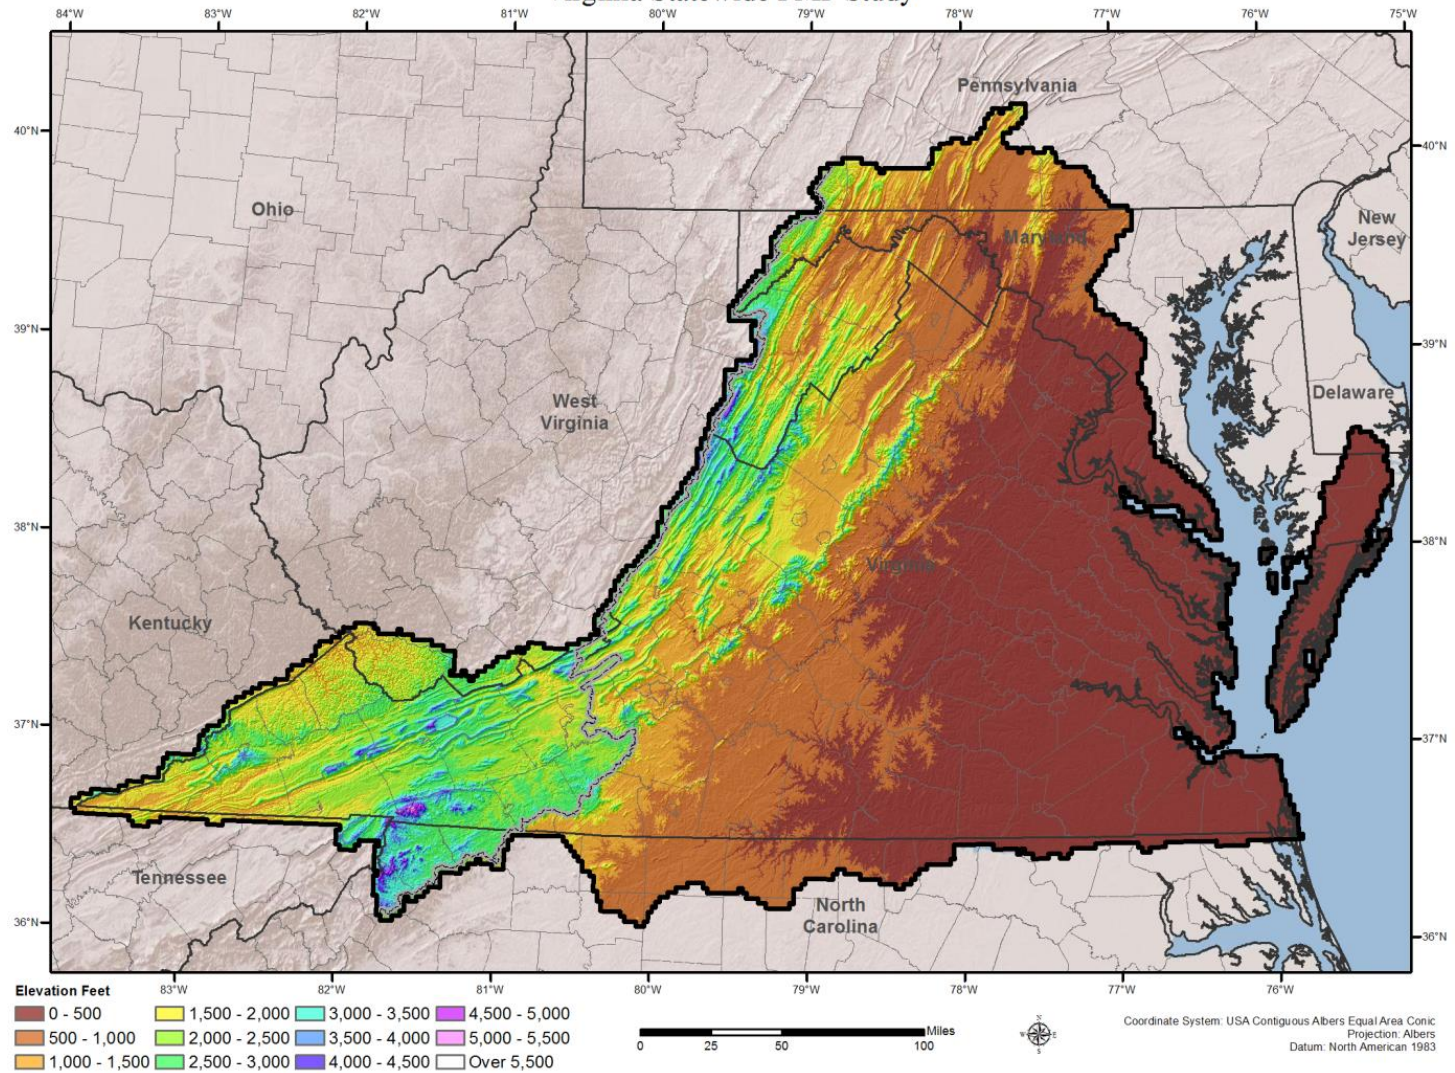 Virginia Statewide PMP Study
84°W 83°W 82°W 81°W 80°W 79°W 78°W 77°W 76°W 75°W
Pennsylvania
40°N 40°N
Ohio
New
Jersey
Maryland
39°N 39°N
West
Virginia
Delaware
38°N 38°N
Virginia
Kentucky
37°N 37°N
Tennessee
North
Carolina
36°N 36°N
83°W 82°W 81°W 80°W 79°W 78°W 77°W 76°W
Elevation Feet
0 - 500
500 - 1,000
1,000 - 1,500
1,500 - 2,000
2,000 - 2,500
2,500 - 3,000
3,000 - 3,500
3,500 - 4,000
4,000 - 4,500
4,500 - 5,000
5,000 - 5,500
Over 5,500
Miles
0 25 50 100
N
W E
S
Coordinate System: USA Contiguous Albers Equal Area Conic
Projection: Albers
Datum: North American 1983